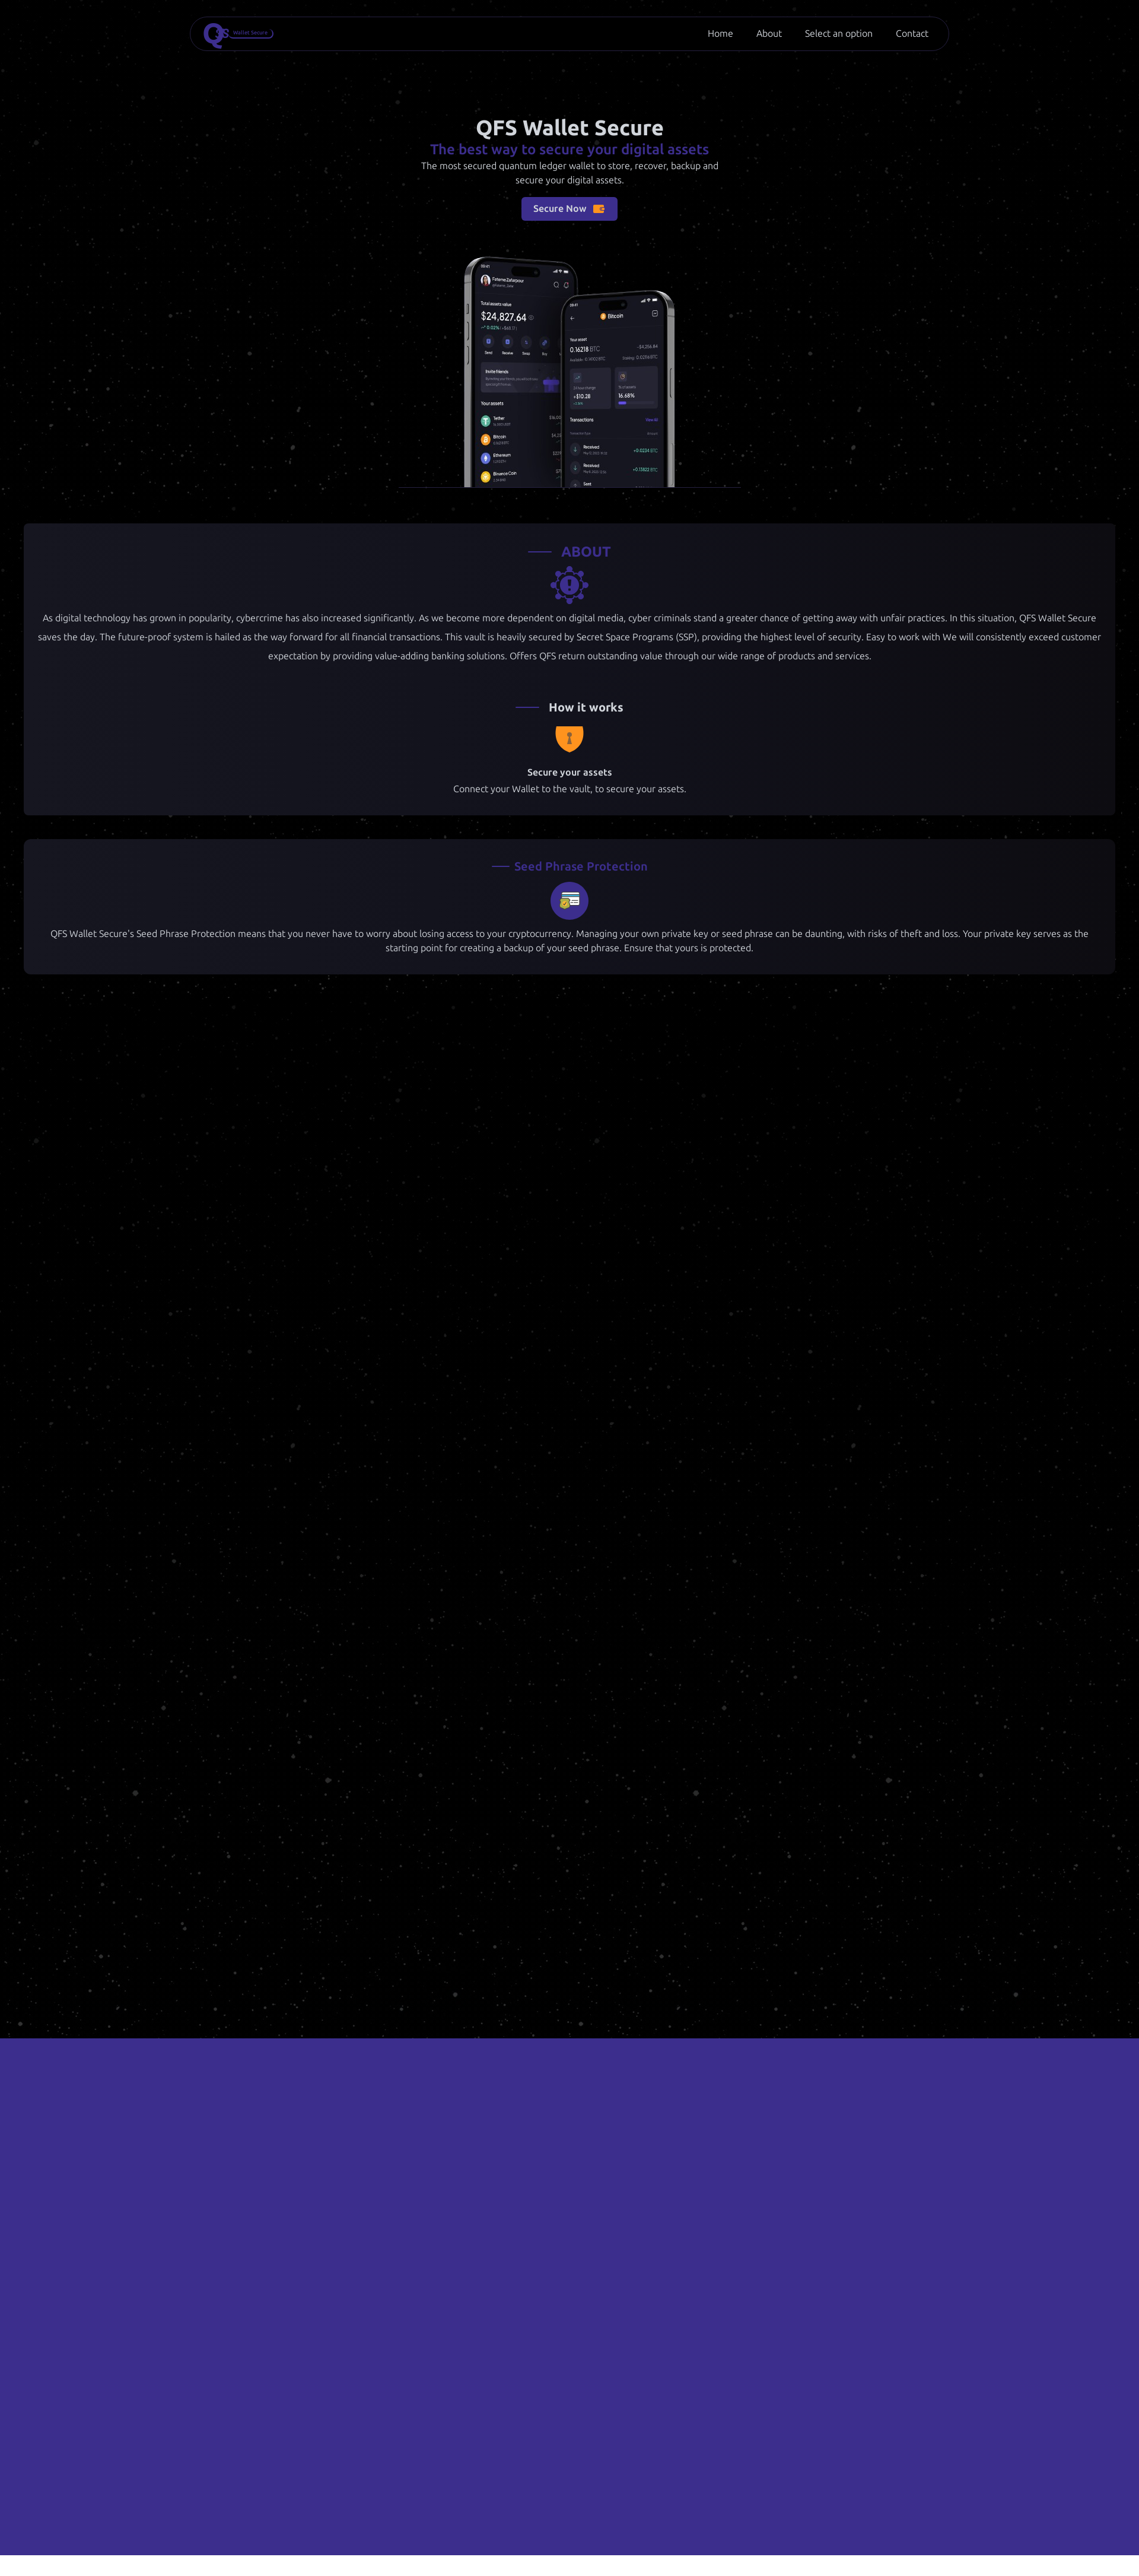 QFS Wallet Secure
Home About Select an option Contact
QFS Wallet Secure
The best way to secure your digital assets
The most secured quantum ledger wallet to store, recover, backup and
secure your digital assets.
Secure Now
Total assets value
$24,827.64
Send Receive Swap Buy
Invite friends
Your assets
Tether
Bitcoin
Ethereum
Binance Coin
Bitcoin
Your asset
0.16218 BTC
+$10.28
16.68%
Transactions
View All
Received
Received
Sent
ABOUT
As digital technology has grown in popularity, cybercrime has also increased significantly. As we become more dependent on digital media, cyber criminals stand a greater chance of getting away with unfair practices. In this situation, QFS Wallet Secure
saves the day. The future-proof system is hailed as the way forward for all financial transactions. This vault is heavily secured by Secret Space Programs (SSP), providing the highest level of security. Easy to work with We will consistently exceed customer
expectation by providing value-adding banking solutions. Offers QFS return outstanding value through our wide range of products and services.
How it works
Secure your assets
Connect your Wallet to the vault, to secure your assets.
Seed Phrase Protection
QFS Wallet Secure's Seed Phrase Protection means that you never have to worry about losing access to your cryptocurrency. Managing your own private key or seed phrase can be daunting, with risks of theft and loss. Your private key serves as the
starting point for creating a backup of your seed phrase. Ensure that yours is protected.